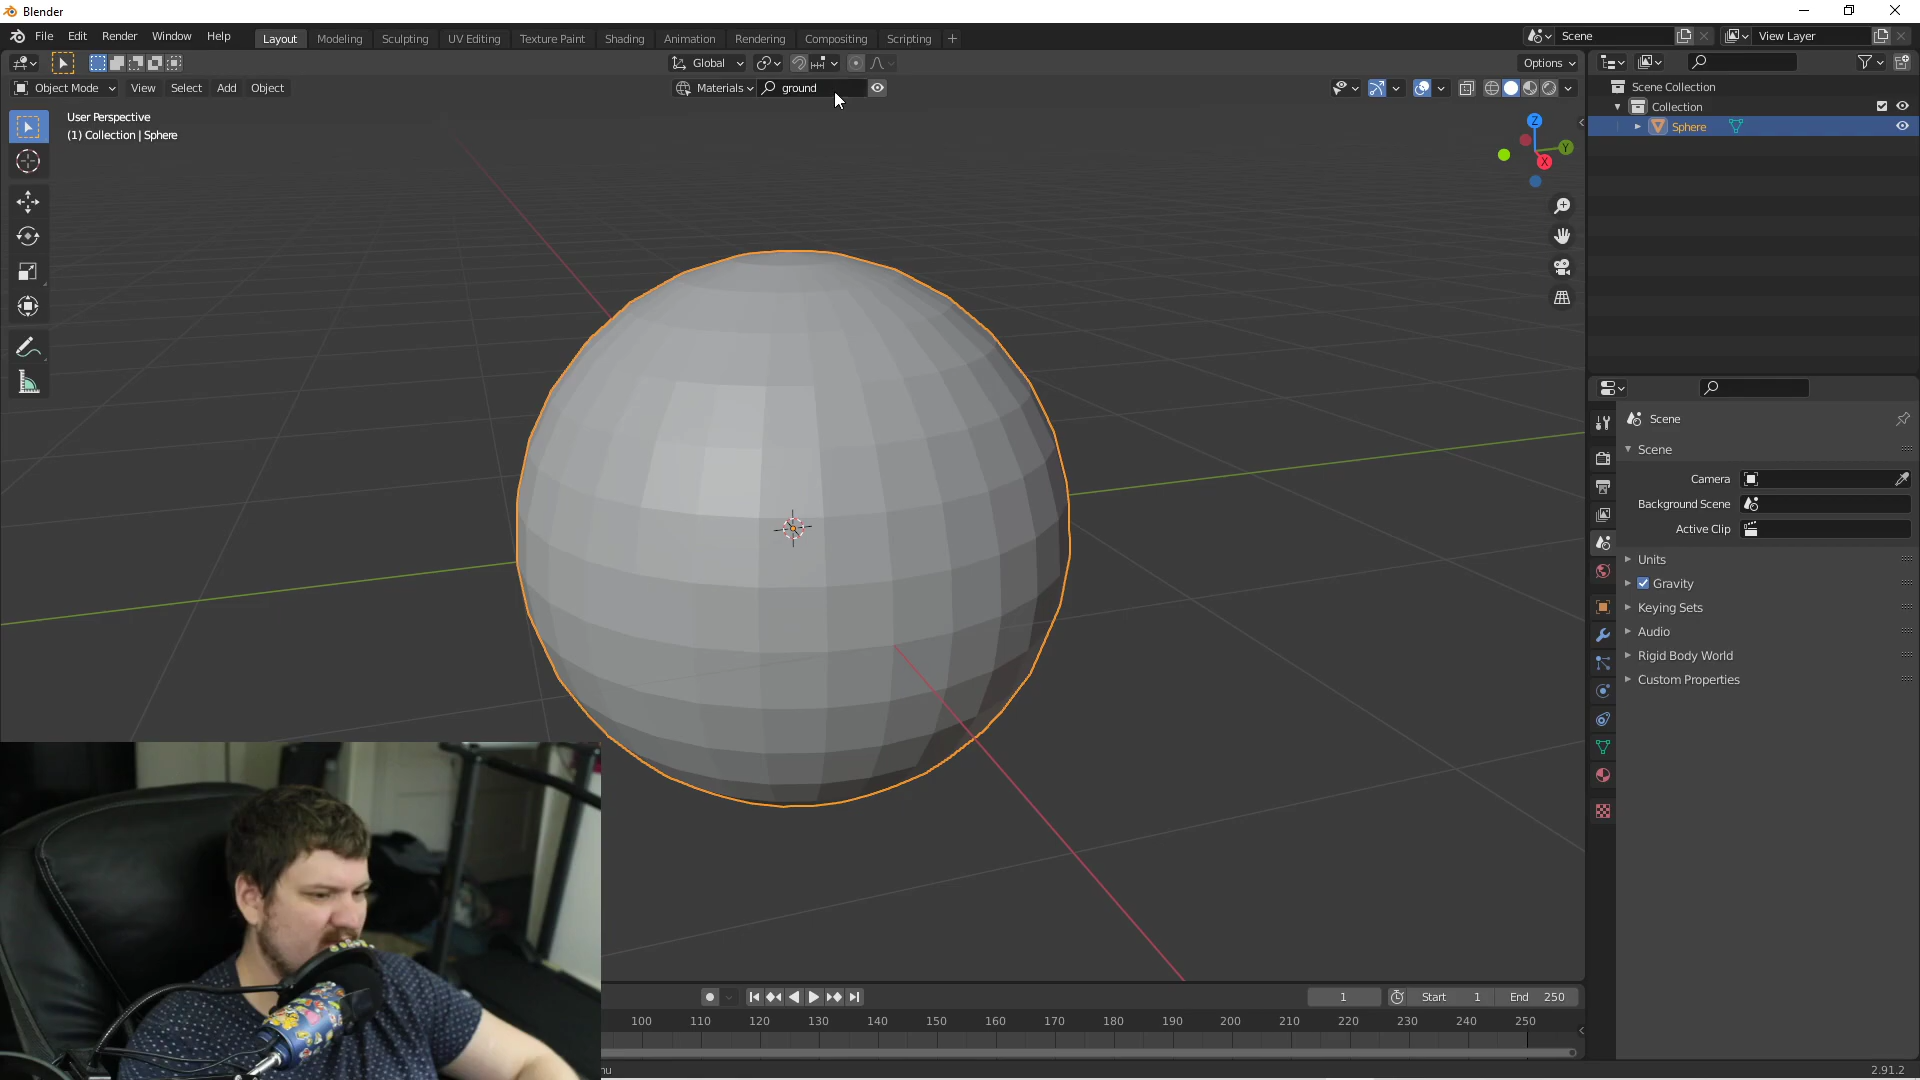 Blender
File Edit Render Window Help
Layout Modeling Sculpting UV Editing Texture Paint Shading Animation Rendering Compositing Scripting +
Scene
View Layer
Global
Options
Object Mode View Select Add Object
Materials
ground
User Perspective
(1) Collection | Sphere
Z
Y
X
Scene Collection
Collection
Sphere
Scene
Scene
Camera
Background Scene
Active Clip
Units
Gravity
Keying Sets
Audio
Rigid Body World
Custom Properties
1 Start 1 End 250
100 110 120 130 140 150 160 170 180 190 200 210 220 230 240 250
nu
2.91.2